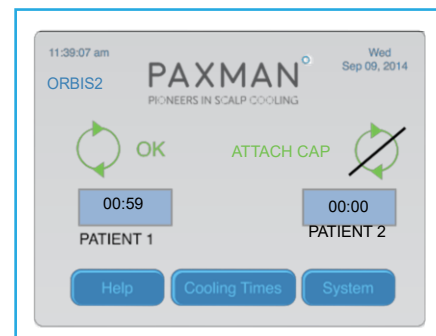 11:39:07 am
Wed
Sep 09, 2014
ORBIS2
PAXMAN
PIONEERS IN SCALP COOLING
OK
ATTACH CAP
00:59
00:00
PATIENT 1
PATIENT 2
Help
Cooling Times
System